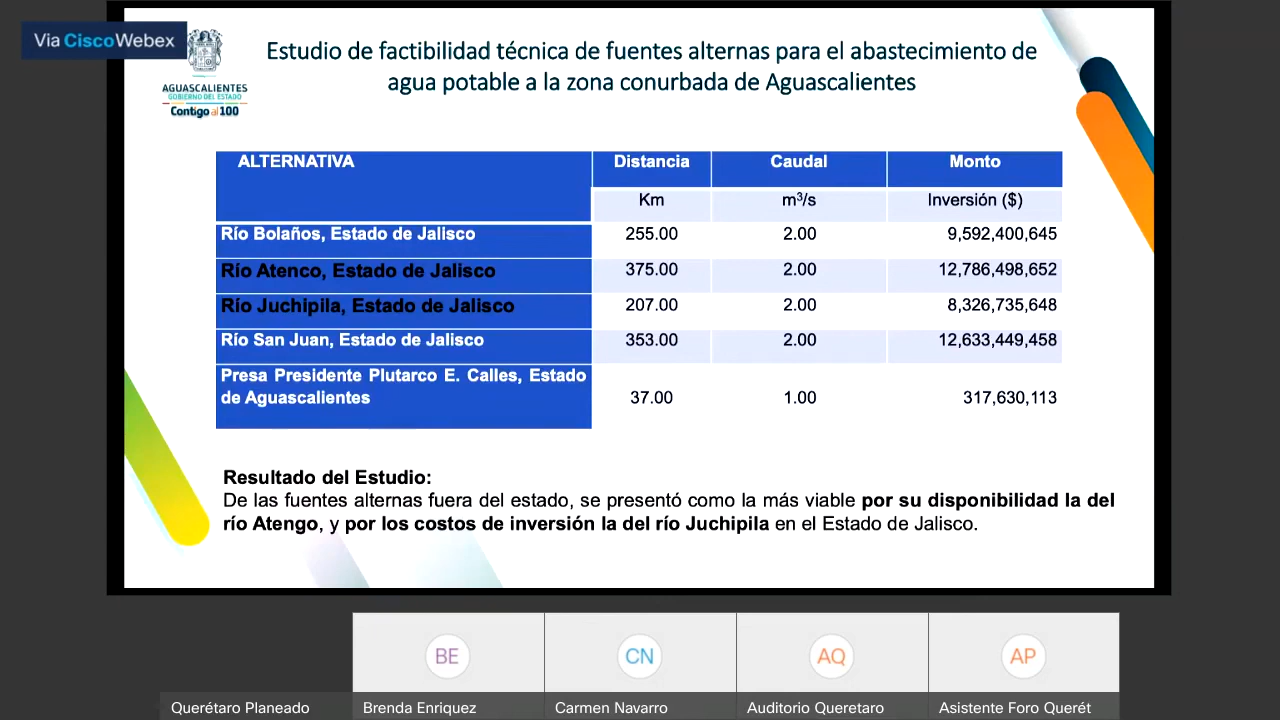 Vía Cisco Webex
AGUASCALIENTES
GOBIERNO DEL ESTADO
Contigo al 100
Estudio de factibilidad técnica de fuentes alternas para el abastecimiento de
agua potable a la zona conurbada de Aguascalientes
ALTERNATIVA Distancia Caudal Monto
Km m³/s Inversión ($)
Río Bolaños, Estado de Jalisco 255.00 2.00 9,592,400,645
Río Atenco, Estado de Jalisco 375.00 2.00 12,786,498,652
Río Juchipila, Estado de Jalisco 207.00 2.00 8,326,735,648
Río San Juan, Estado de Jalisco 353.00 2.00 12,633,449,458
Presa Presidente Plutarco E. Calles, Estado
de Aguascalientes 37.00 1.00 317,630,113
Resultado del Estudio:
De las fuentes alternas fuera del estado, se presentó como la más viable por su disponibilidad la del
río Atengo, y por los costos de inversión la del río Juchipila en el Estado de Jalisco.
BE CN AQ AP
Querétaro Planeado Brenda Enriquez Carmen Navarro Auditorio Queretaro Asistente Foro Querét